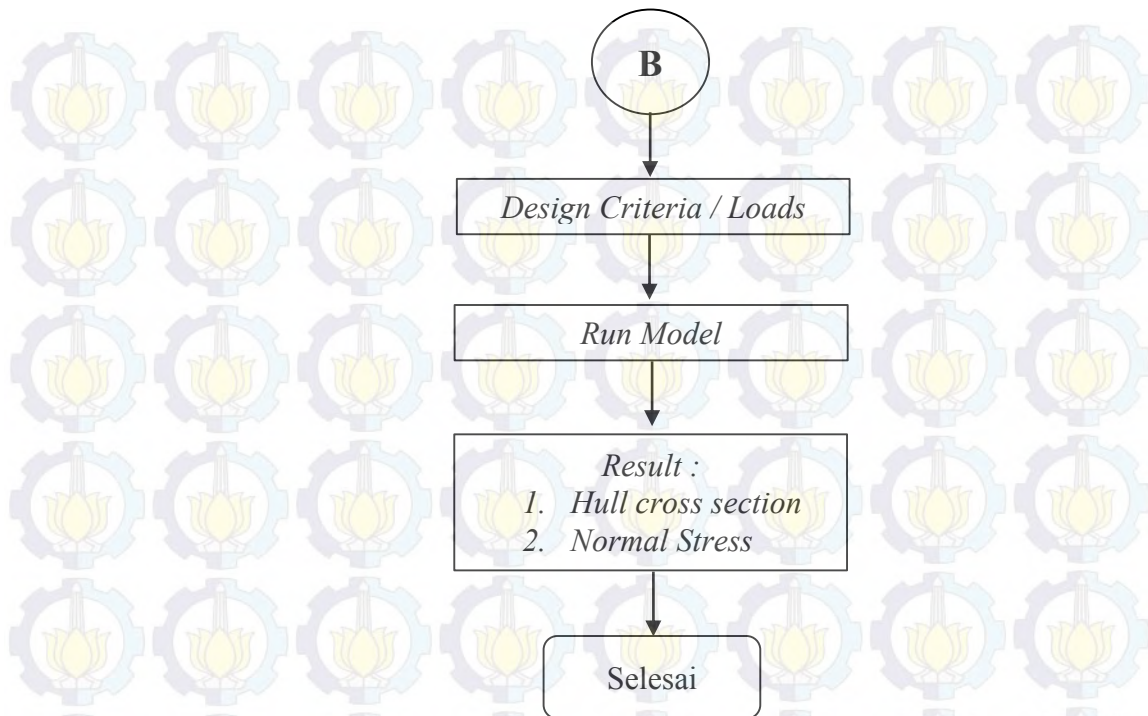 B
Design Criteria / Loads
Run Model
Result :
1. Hull cross section
2. Normal Stress
Selesai